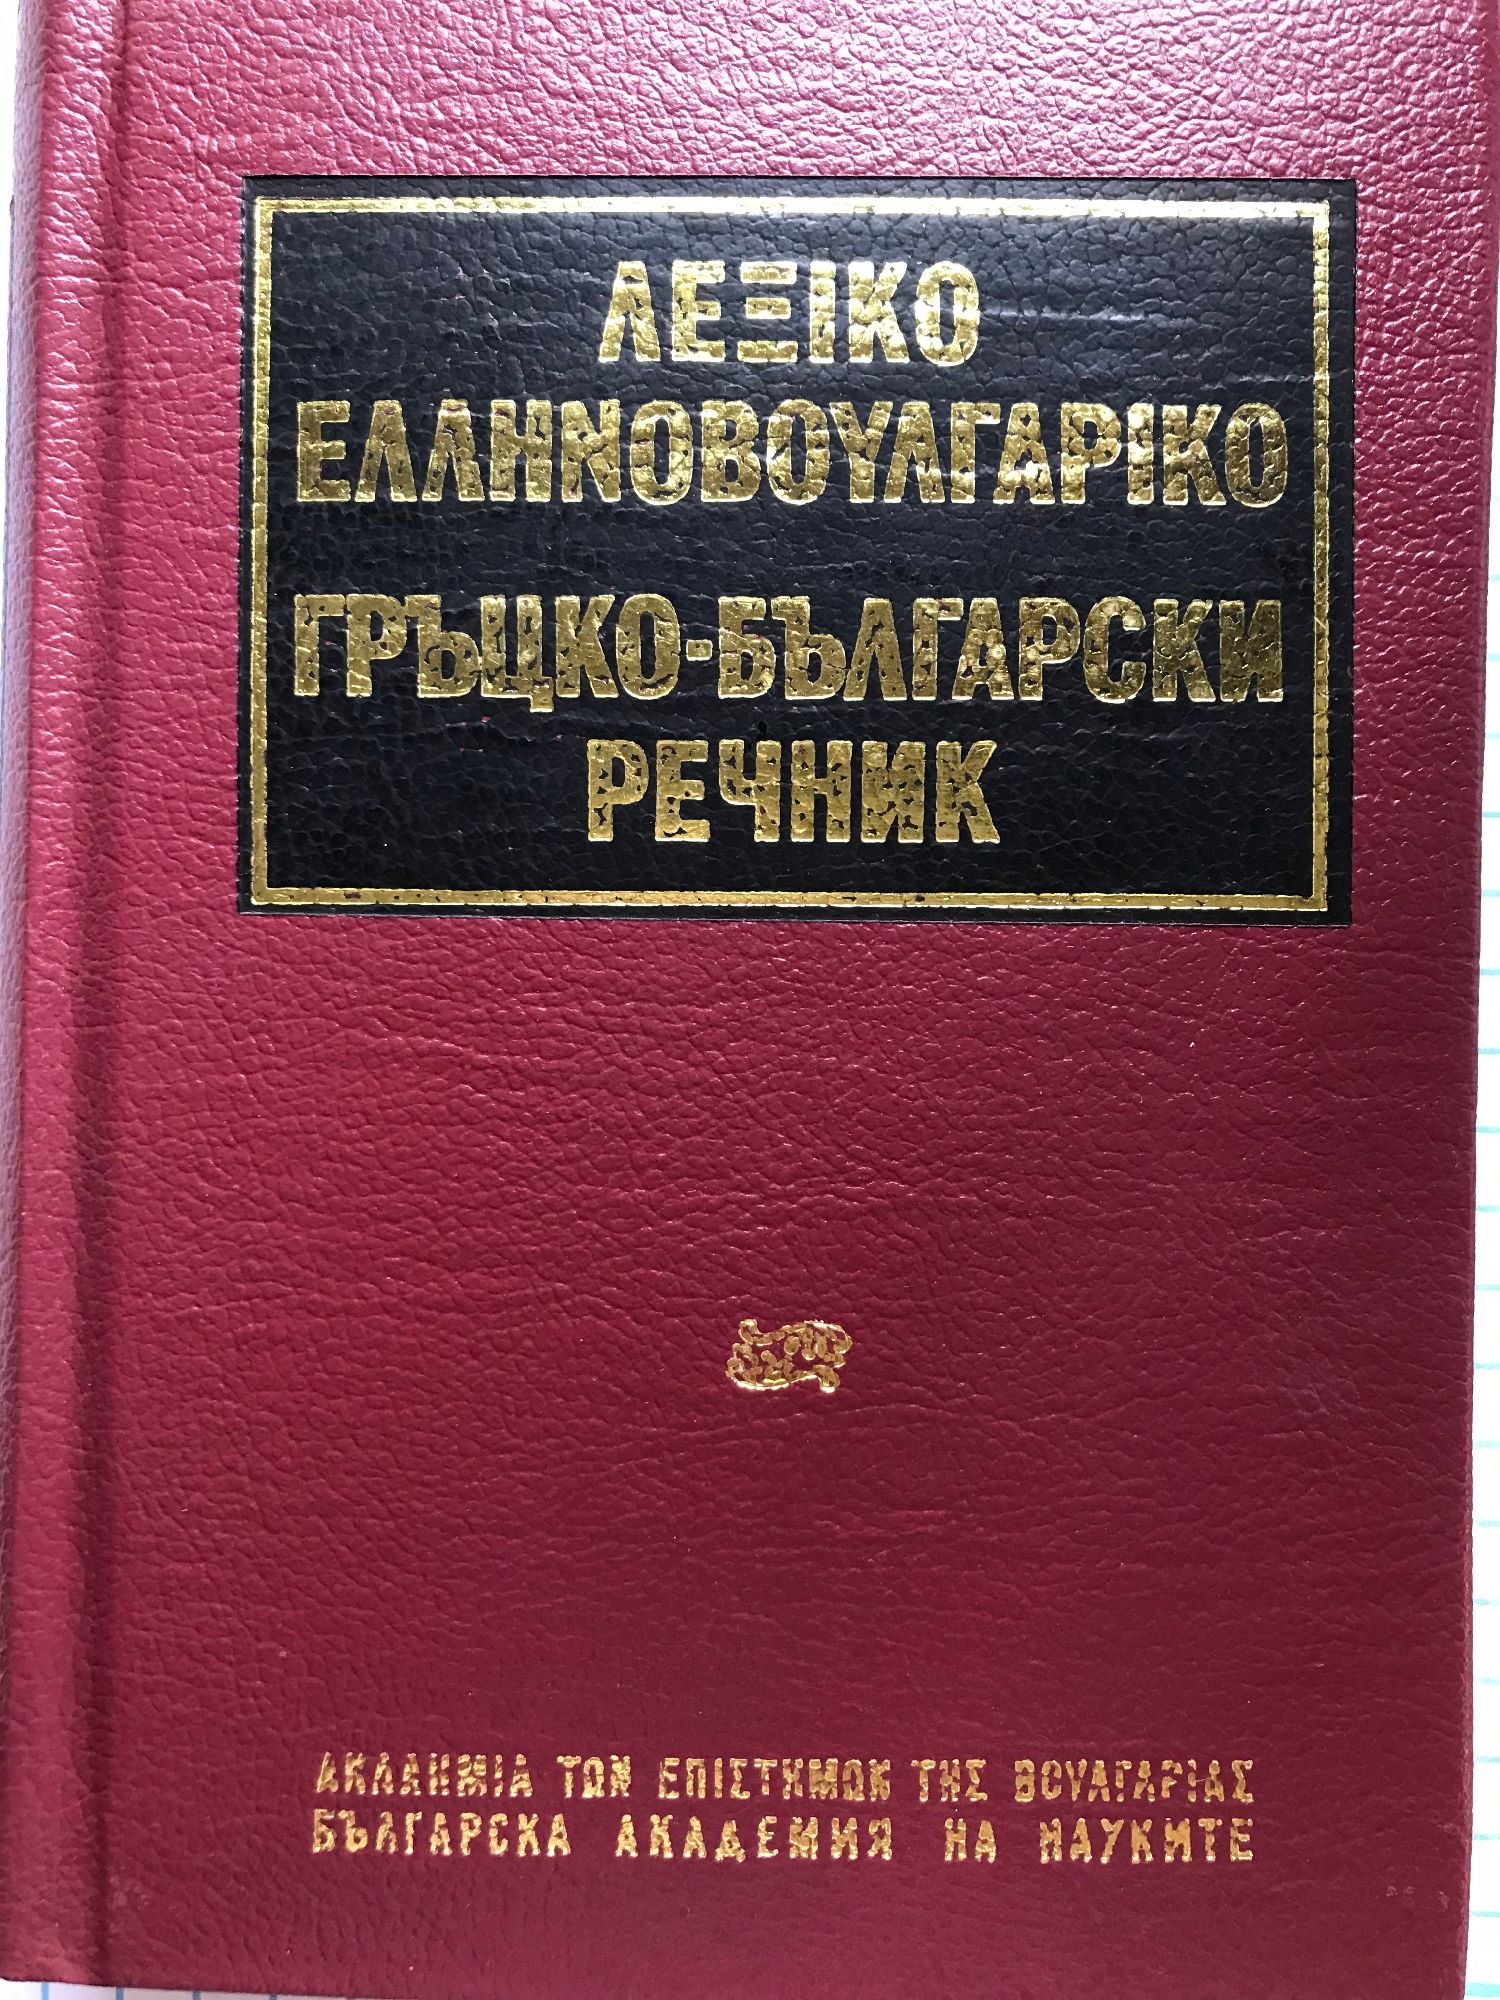 ΛΕΞΙΚΟ
ΕΛΛΗΝΟΒΟΥΛΓΑΡΙΚΟ
ГРЪЦКО-БЪЛГАРСКИ
РЕЧНИК
ΑΚΑΔΗΜΙΑ ΤΩΝ ΕΠΙΣΤΗΜΩΝ ΤΗΣ ΒΟΥΛΓΑΡΙΑΣ
БЪЛГАРСКА АКАДЕМИЯ НА НАУКИТЕ